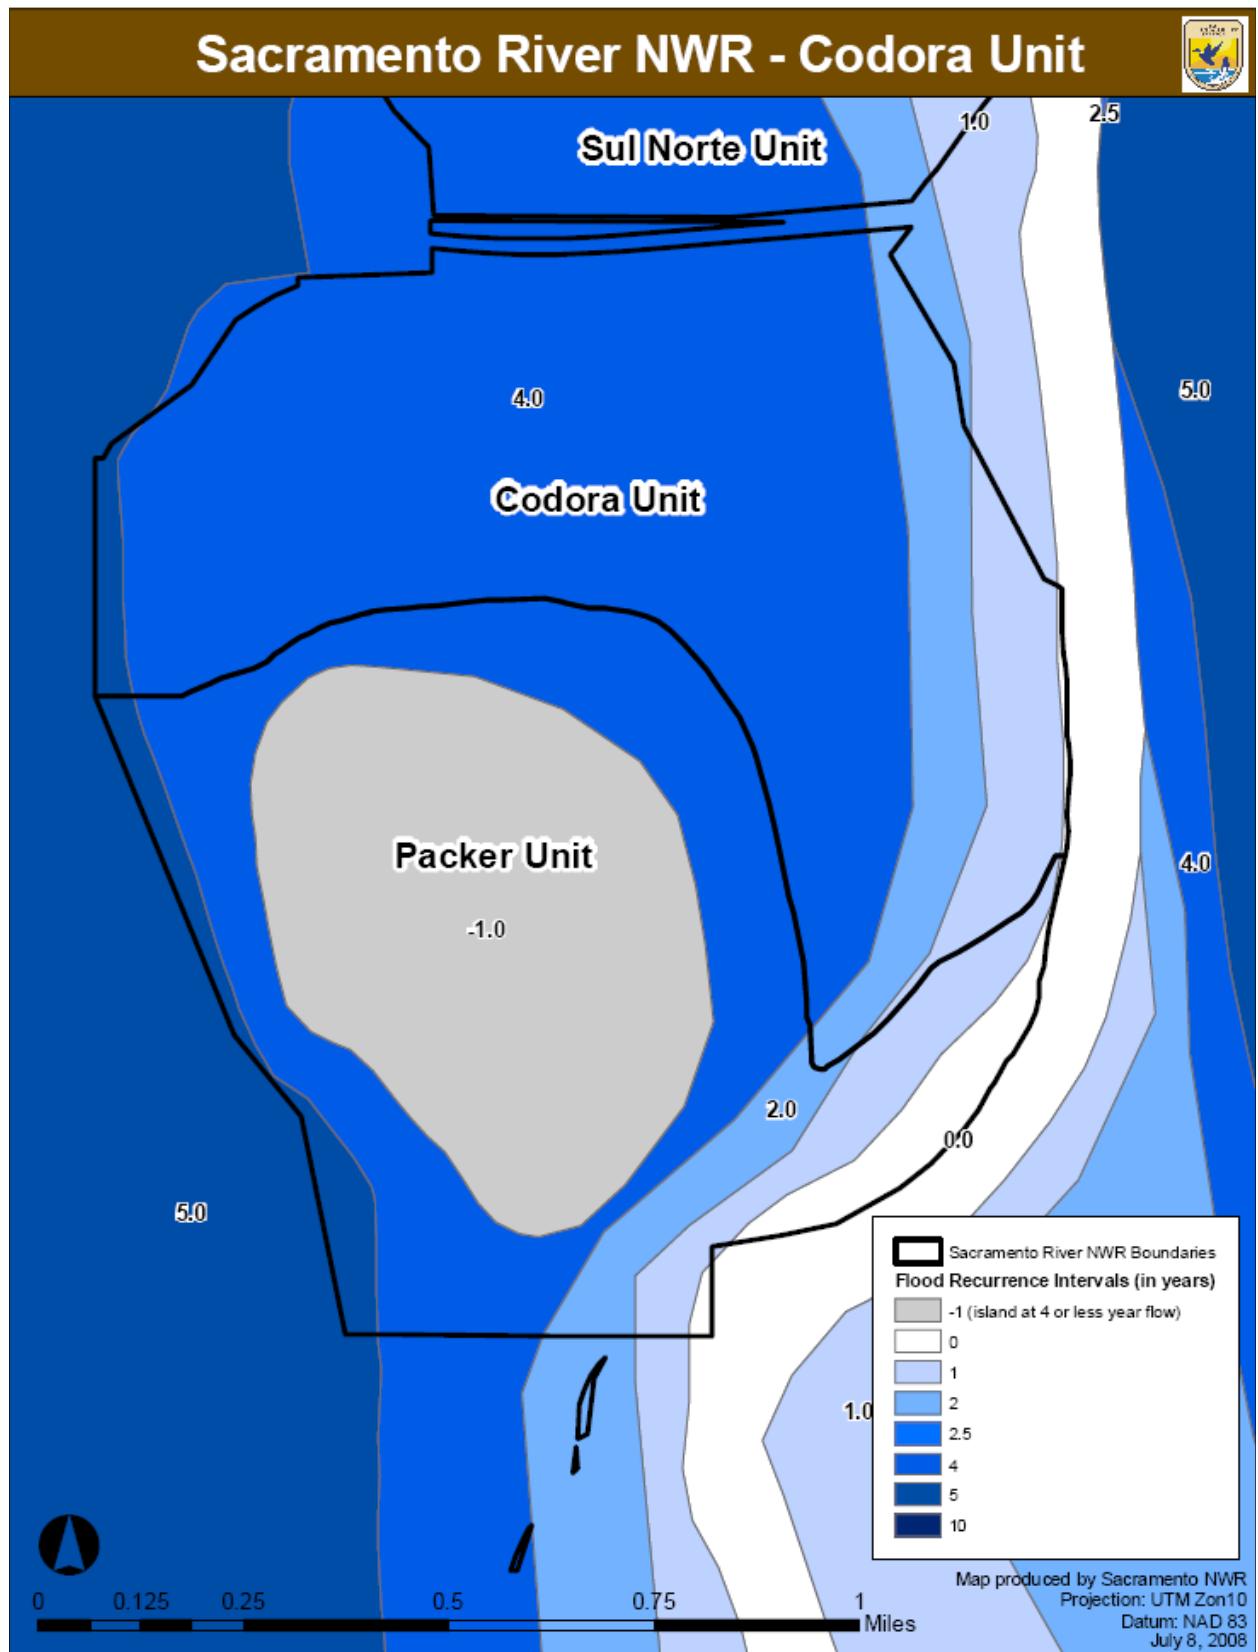 Sacramento River NWR - Codora Unit
1.0
2.5
Sul Norte Unit
5.0
4.0
Codora Unit
Packer Unit
4.0
-1.0
2.0
0.0
5.0
Sacramento River NWR Boundaries
Flood Recurrence Intervals (in years)
-1 (island at 4 or less year flow)
0
1
2
1.0
2.5
4
5
10
Map produced by Sacramento NWR
Projection: UTM Zon10
Datum: NAD 83
July 8, 2008
0 0.125 0.25 0.5 0.75 1
Miles